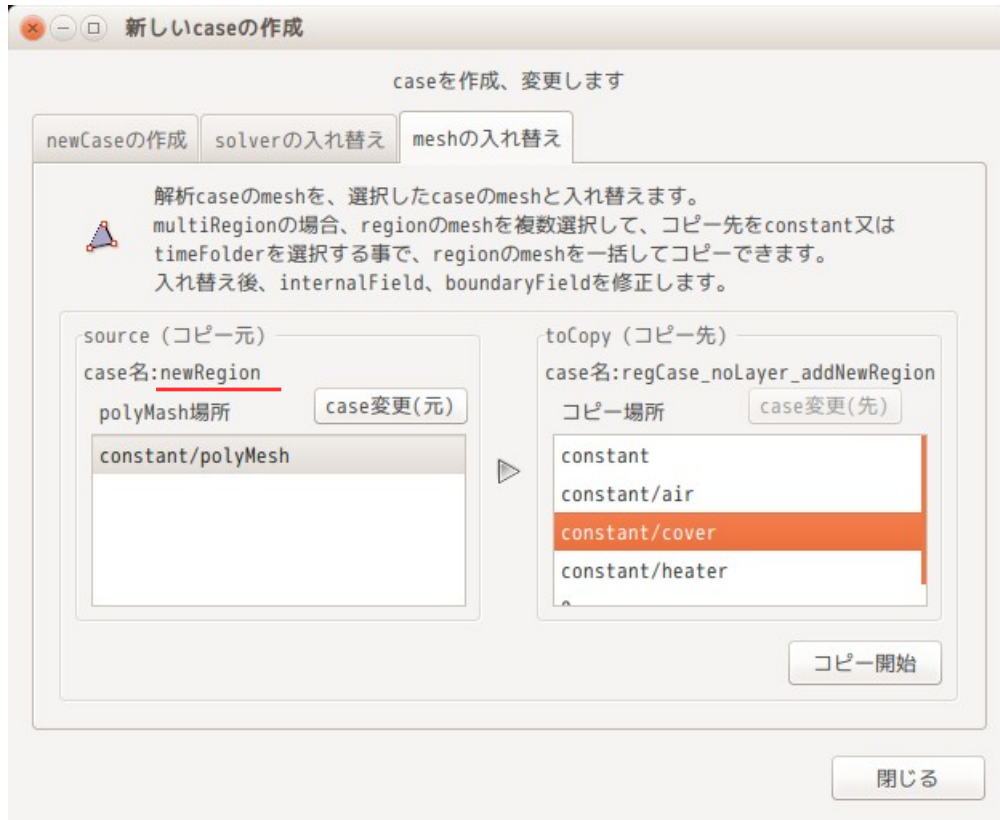 新しいcaseの作成
caseを作成、変更します
newCaseの作成
solverの入れ替え
meshの入れ替え
解析caseのmeshを、選択したcaseのmeshと入れ替えます。
multiRegionの場合、regionのmeshを複数選択して、コピー先をconstant又は
timeFolderを選択する事で、regionのmeshを一括してコピーできます。
入れ替え後、internalField、boundaryFieldを修正します。
source (コピー元)
case名:newRegion
polyMash場所
case変更(元)
constant/polyMesh
toCopy (コピー先)
case名:regCase_noLayer_addNewRegion
コピー場所
case変更(先)
constant
constant/air
constant/cover
constant/heater
コピー開始
閉じる